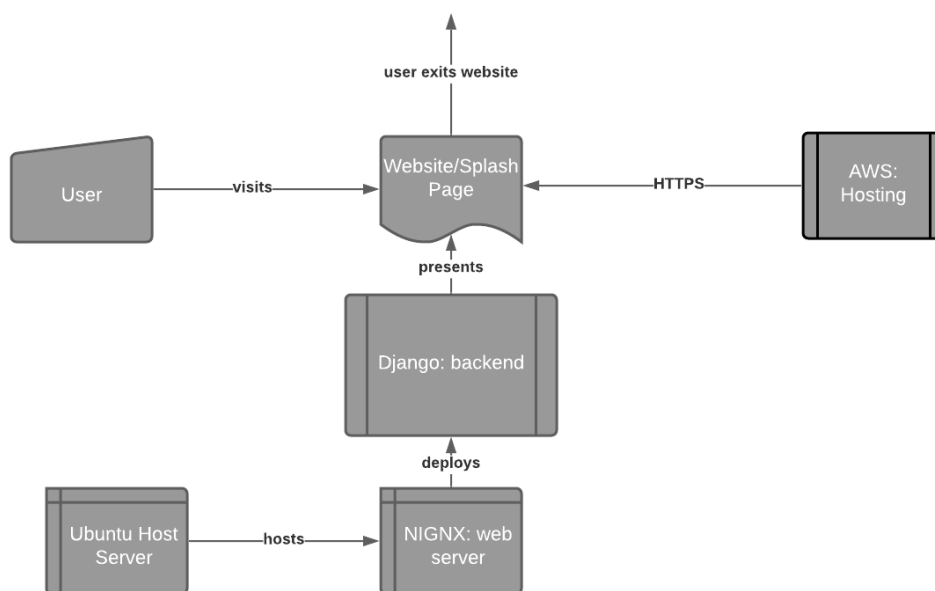 user exits website
Website/Splash
Page
User
visits
HTTPS
AWS:
Hosting
presents
Django: backend
deploys
Ubuntu Host
Server
hosts
NIGNX: web
server